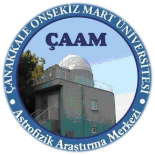 ÇANAKKALE ONSEKİZ MART ÜNİVERSİTESİ
ÇAAM
Astrofizik Araştırma Merkezi